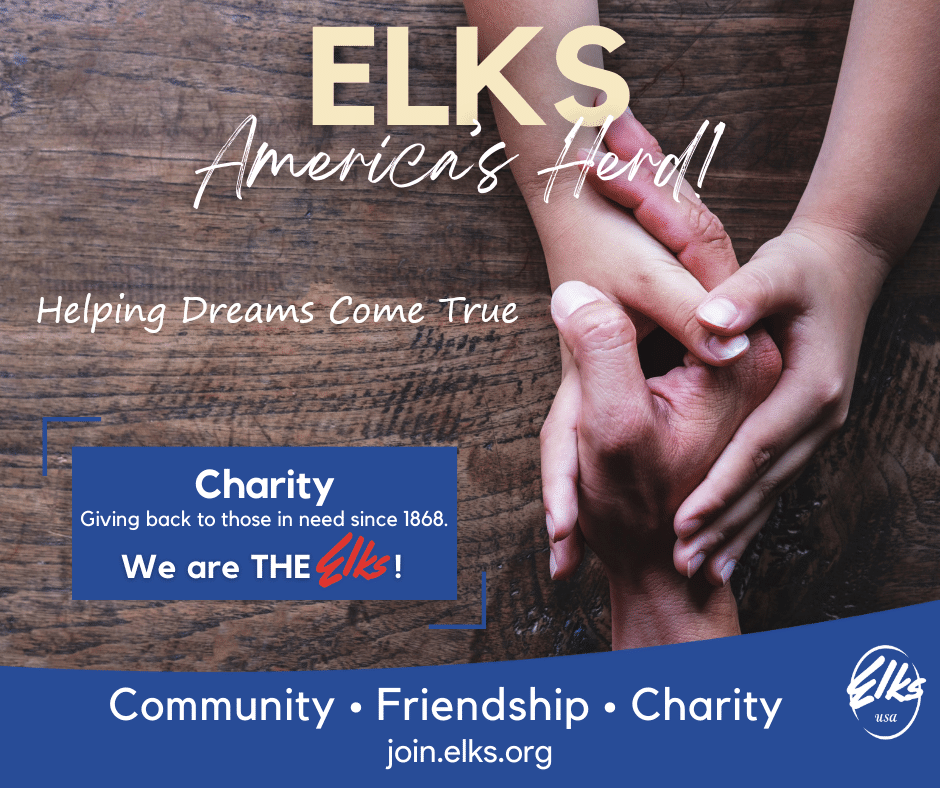 ELKS
America's Herd!
Helping Dreams Come True
Charity
Giving back to those in need since 1868.
We are THE Elks!
Community • Friendship • Charity
join.elks.org
Elks
usa